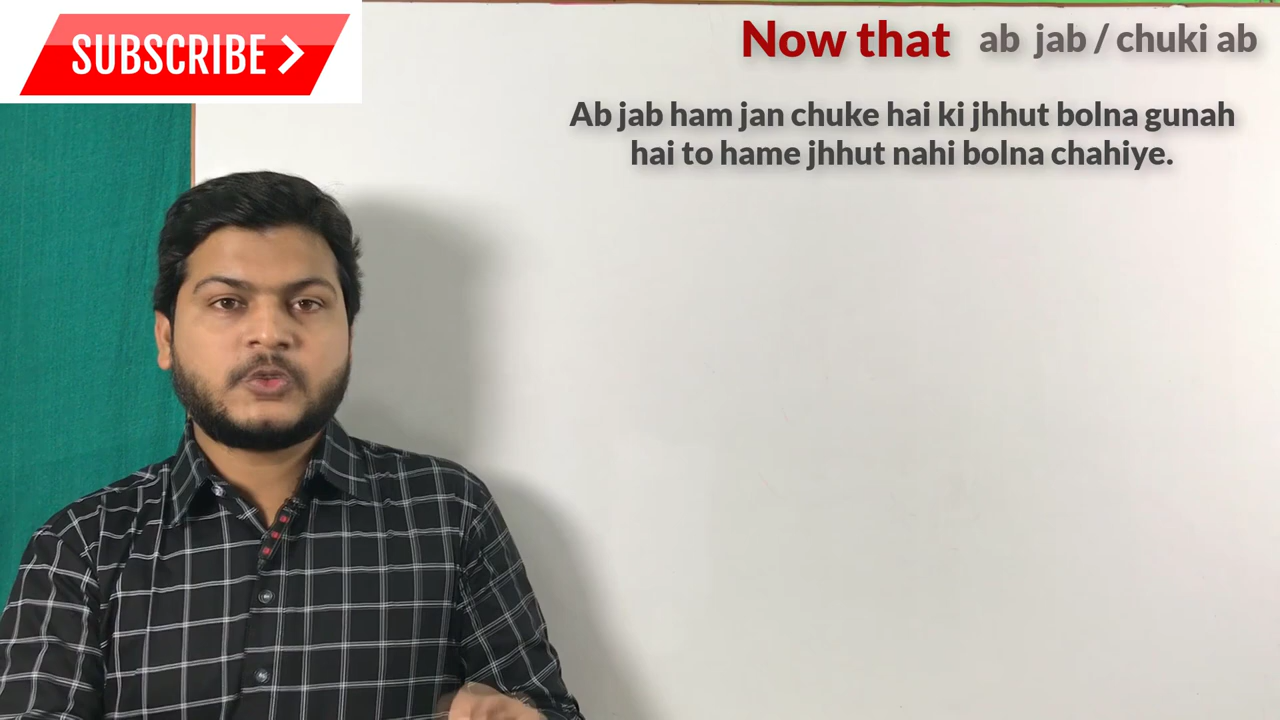 SUBSCRIBE
Now that ab jab / chuki ab
Ab jab ham jan chuke hai ki jhhut bolna gunah
hai to hame jhhut nahi bolna chahiye.